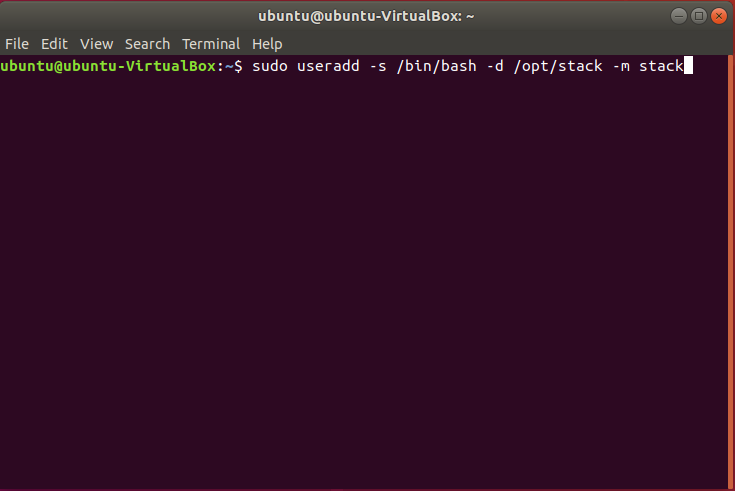 ubuntu@ubuntu-VirtualBox: ~
File Edit View Search Terminal Help
ubuntu@ubuntu-VirtualBox:~$ sudo useradd -s /bin/bash -d /opt/stack -m stack